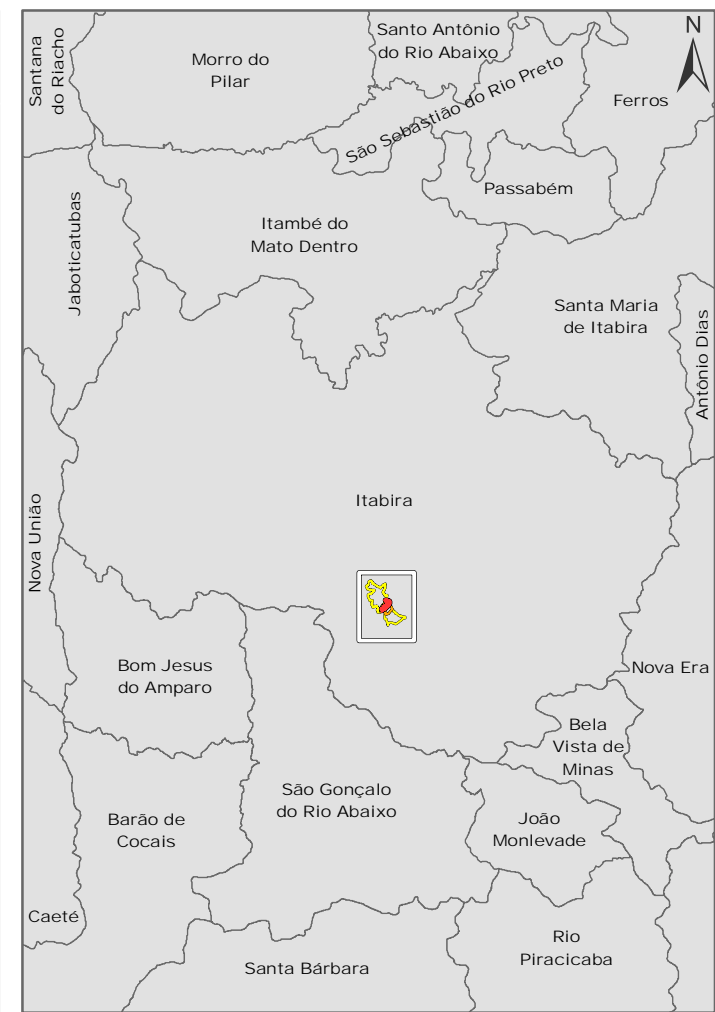 N
Santo Antônio
do Rio Abaixo
Santana
do Riacho
Morro do
Pilar
São Sebastião do Rio Preto
Ferros
Passabém
Itambé do
Mato Dentro
Jaboticatubas
Santa Maria
de Itabira
Antônio Dias
Itabira
Nova União
Bom Jesus
do Amparo
Nova Era
Bela
Vista de
Minas
São Gonçalo
do Rio Abaixo
Barão de
Cocais
João
Monlevade
Caeté
Rio
Piracicaba
Santa Bárbara